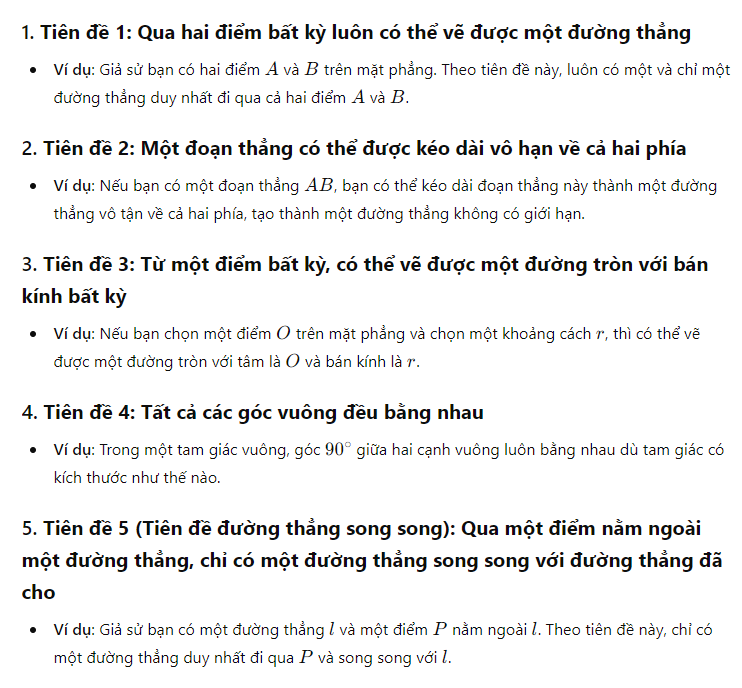 1. Tiên đề 1: Qua hai điểm bất kỳ luôn có thể vẽ được một đường thẳng
• Ví dụ: Giả sử bạn có hai điểm A và B trên mặt phẳng. Theo tiên đề này, luôn có một và chỉ một
đường thẳng duy nhất đi qua cả hai điểm A và B.
2. Tiên đề 2: Một đoạn thẳng có thể được kéo dài vô hạn về cả hai phía
• Ví dụ: Nếu bạn có một đoạn thẳng AB, bạn có thể kéo dài đoạn thẳng này thành một đường
thẳng vô tận về cả hai phía, tạo thành một đường thẳng không có giới hạn.
3. Tiên đề 3: Từ một điểm bất kỳ, có thể vẽ được một đường tròn với bán
kính bất kỳ
• Ví dụ: Nếu bạn chọn một điểm O trên mặt phẳng và chọn một khoảng cách r, thì có thể vẽ
được một đường tròn với tâm là O và bán kính là r.
4. Tiên đề 4: Tất cả các góc vuông đều bằng nhau
• Ví dụ: Trong một tam giác vuông, góc 90° giữa hai cạnh vuông luôn bằng nhau dù tam giác có
kích thước như thế nào.
5. Tiên đề 5 (Tiên đề đường thẳng song song): Qua một điểm nằm ngoài
một đường thẳng, chỉ có một đường thẳng song song với đường thẳng đã
cho
• Ví dụ: Giả sử bạn có một đường thẳng l và một điểm P nằm ngoài l. Theo tiên đề này, chỉ có
một đường thẳng duy nhất đi qua P và song song với l.